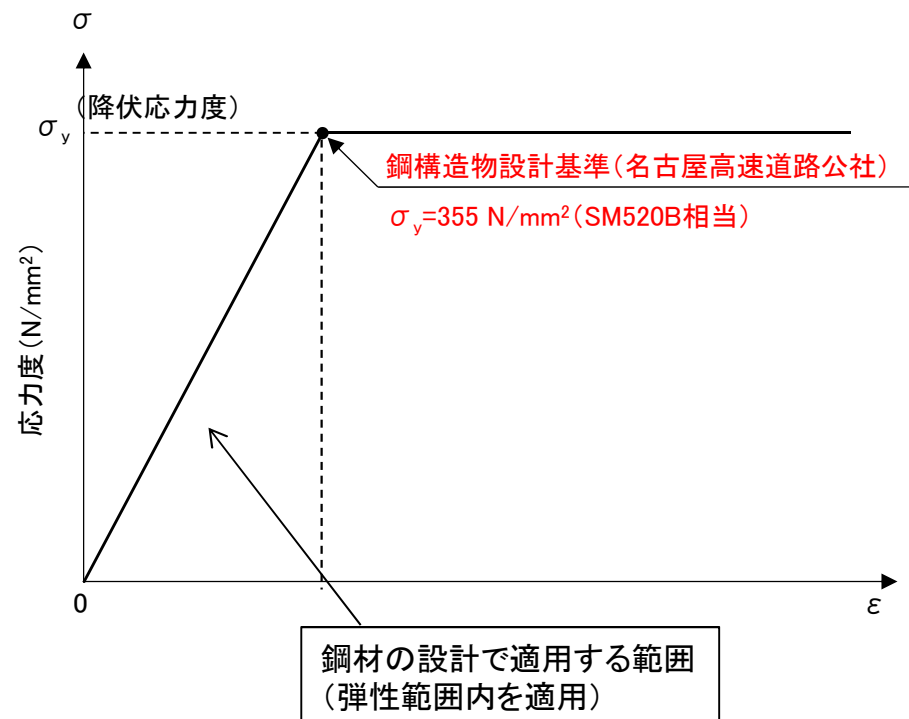 σ
(降伏応力度)
σy
鋼構造物設計基準(名古屋高速道路公社)
σy=355 N/mm²(SM520B相当)
応力度(N/mm²)
0
ε
鋼材の設計で適用する範囲
(弾性範囲内を適用)